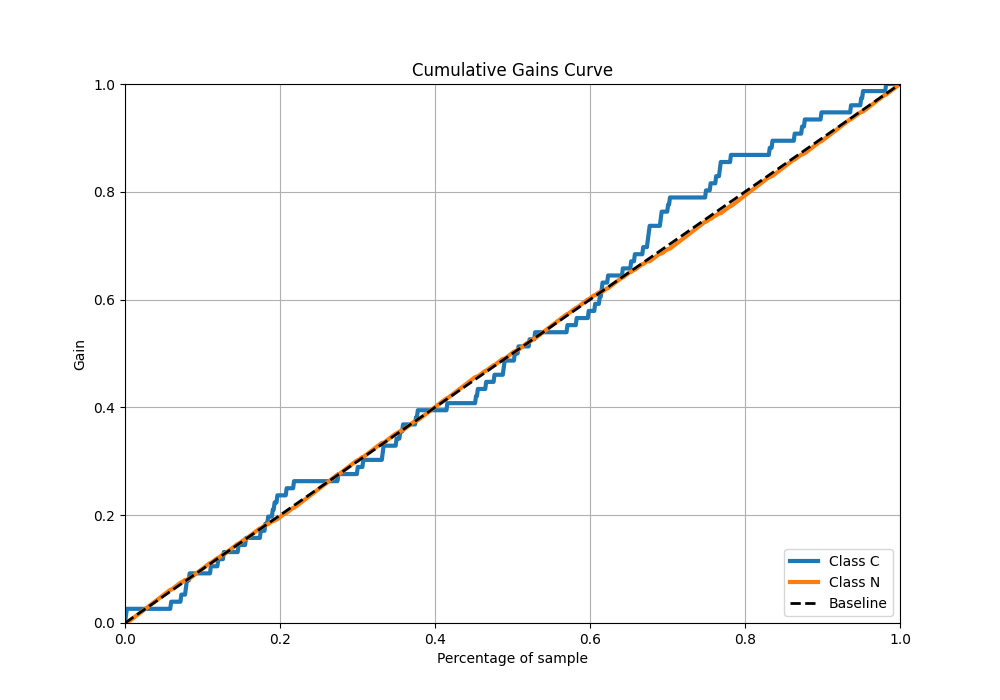 Cumulative Gains Curve
1.0
0.8
0.6
0.4
0.2
0.0
Gain
0.0 0.2 0.4 0.6 0.8 1.0
Percentage of sample
Class C
Class N
Baseline